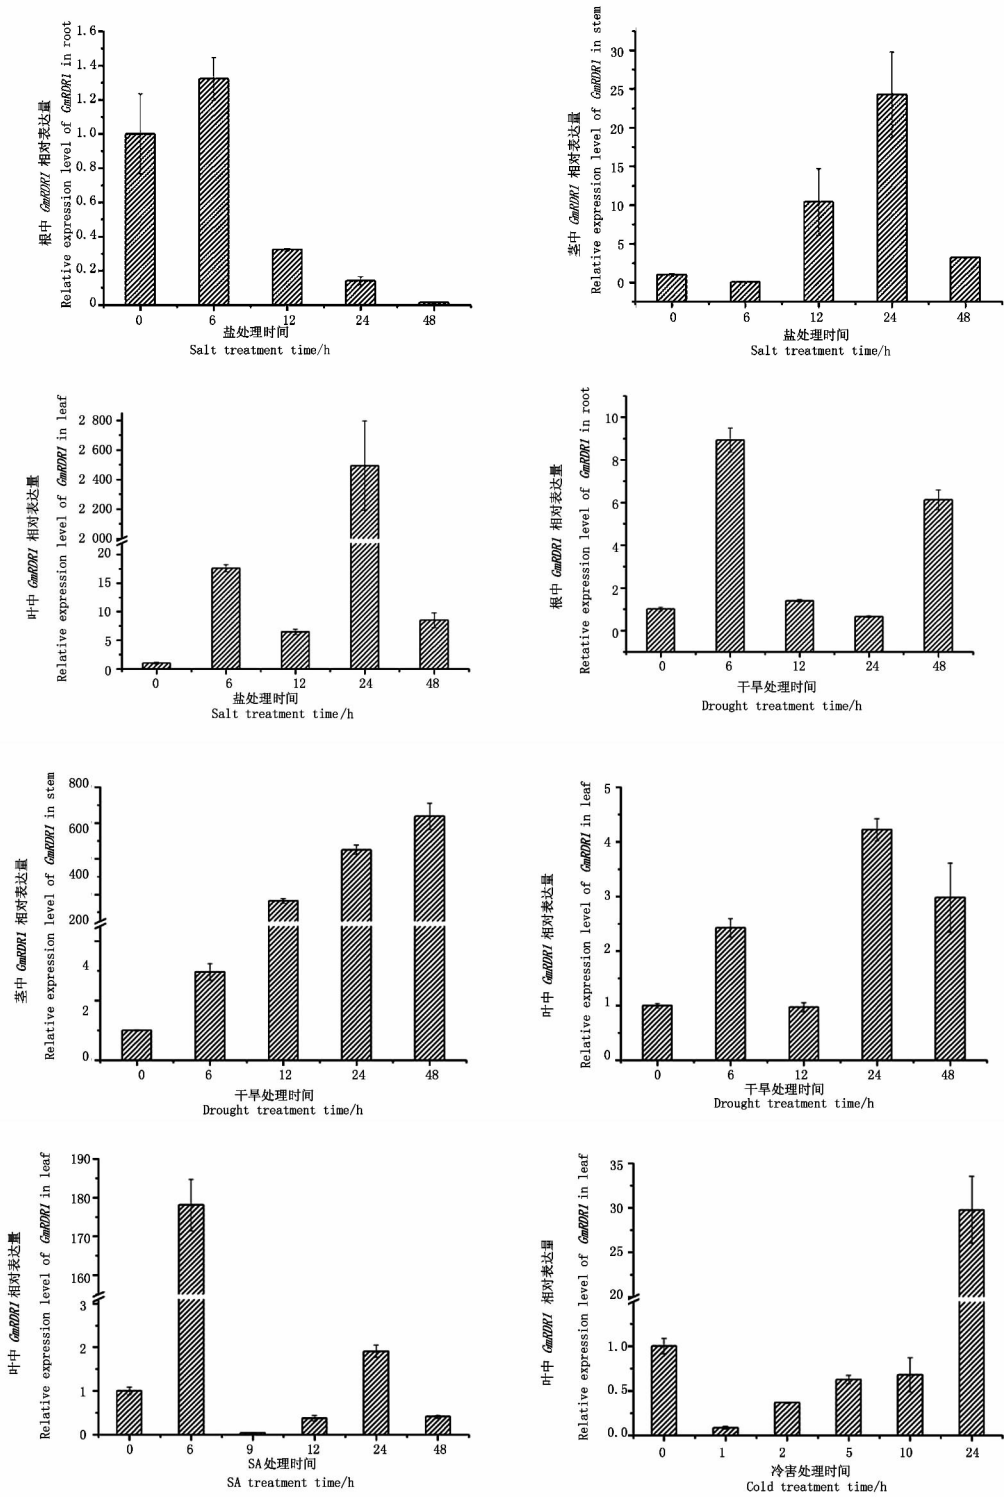 根中 GmRDR1 相对表达量
Relative expression level of GmRDR1 in root
1.6
1.4
1.2
1.0
0.8
0.6
0.4
0.2
0
0 6 12 24 48
盐处理时间
Salt treatment time/h
茎中 GmRDR1 相对表达量
Relative expression level of GmRDR1 in stem
30
25
20
15
10
5
0
0 6 12 24 48
盐处理时间
Salt treatment time/h
叶中 GmRDR1 相对表达量
Relative expression level of GmRDR1 in leaf
2 800
2 600
2 400
2 200
2 000
20
15
10
5
0
0 6 12 24 48
盐处理时间
Salt treatment time/h
根中 GmRDR1 相对表达量
Retative expression level of GmRDR1 in root
10
8
6
4
2
0
0 6 12 24 48
干旱处理时间
Drought treatment time/h
茎中 GmRDR1 相对表达量
Relative expression level of GmRDR1 in stem
800
600
400
200
4
2
0
0 6 12 24 48
干旱处理时间
Drought treatment time/h
叶中 GmRDR1 相对表达量
Relative expression level of GmRDR1 in leaf
5
4
3
2
1
0
0 6 12 24 48
干旱处理时间
Drought treatment time/h
叶中 GmRDR1 相对表达量
Relative expression level of GmRDR1 in leaf
190
180
170
160
3
2
1
0
0 6 9 12 24 48
SA处理时间
SA treatment time/h
叶中 GmRDR1 相对表达量
Relative expression level of GmRDR1 in leaf
35
30
25
20
1.0
0.5
0.0
0 1 2 5 10 24
冷害处理时间
Cold treatment time/h